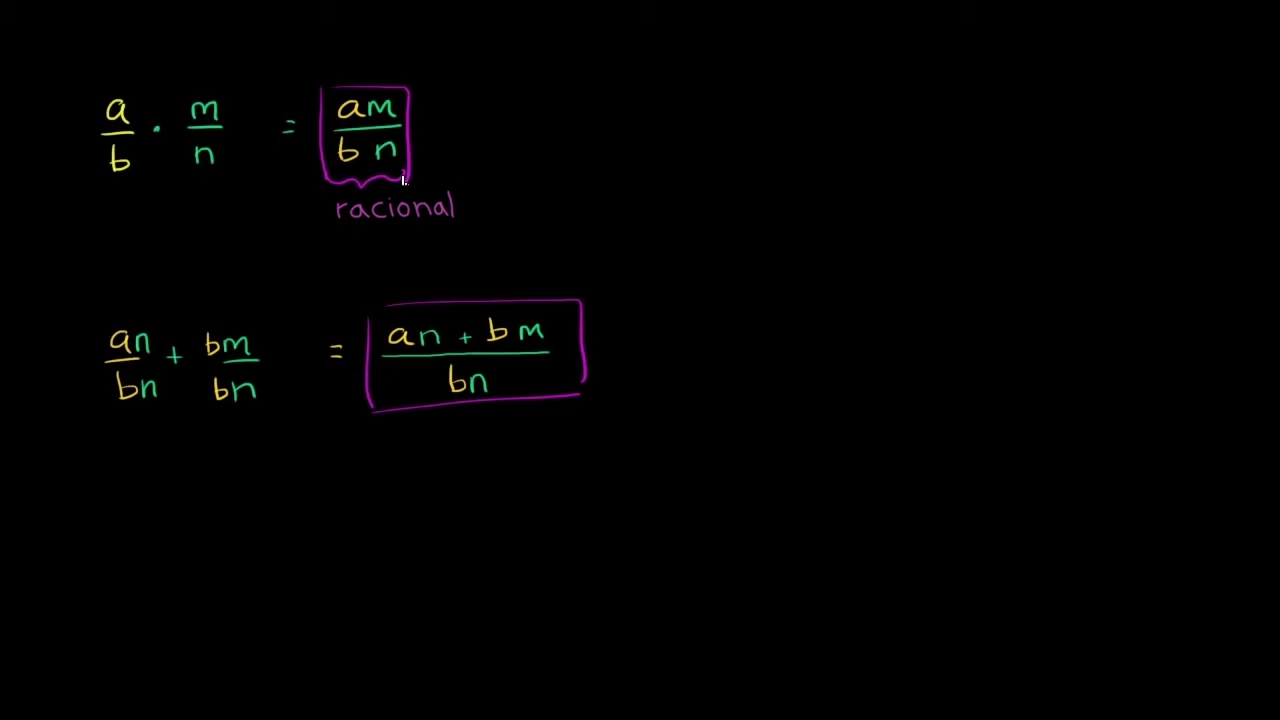 a/b · m/n = am/bn
racional
an/bn + bm/bn = an + bm/bn